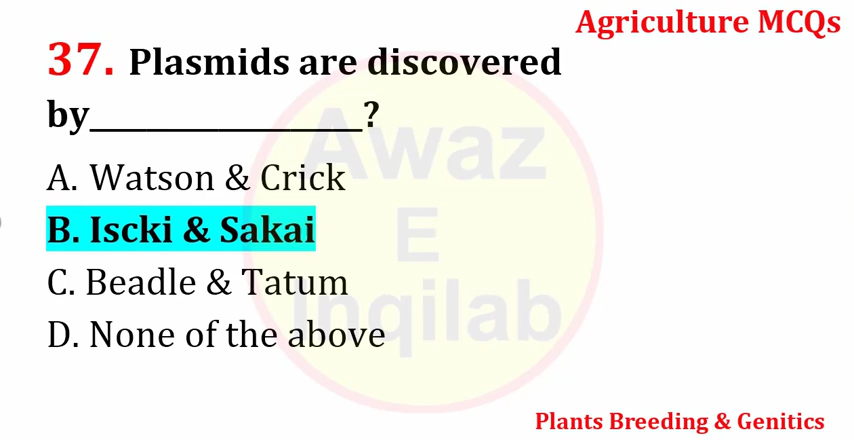 Agriculture MCQs
37. Plasmids are discovered
by__________________?
A. Watson & Crick
B. Iscki & Sakai
C. Beadle & Tatum
D. None of the above
Awaz
E
Inqilab
Plants Breeding & Genitics